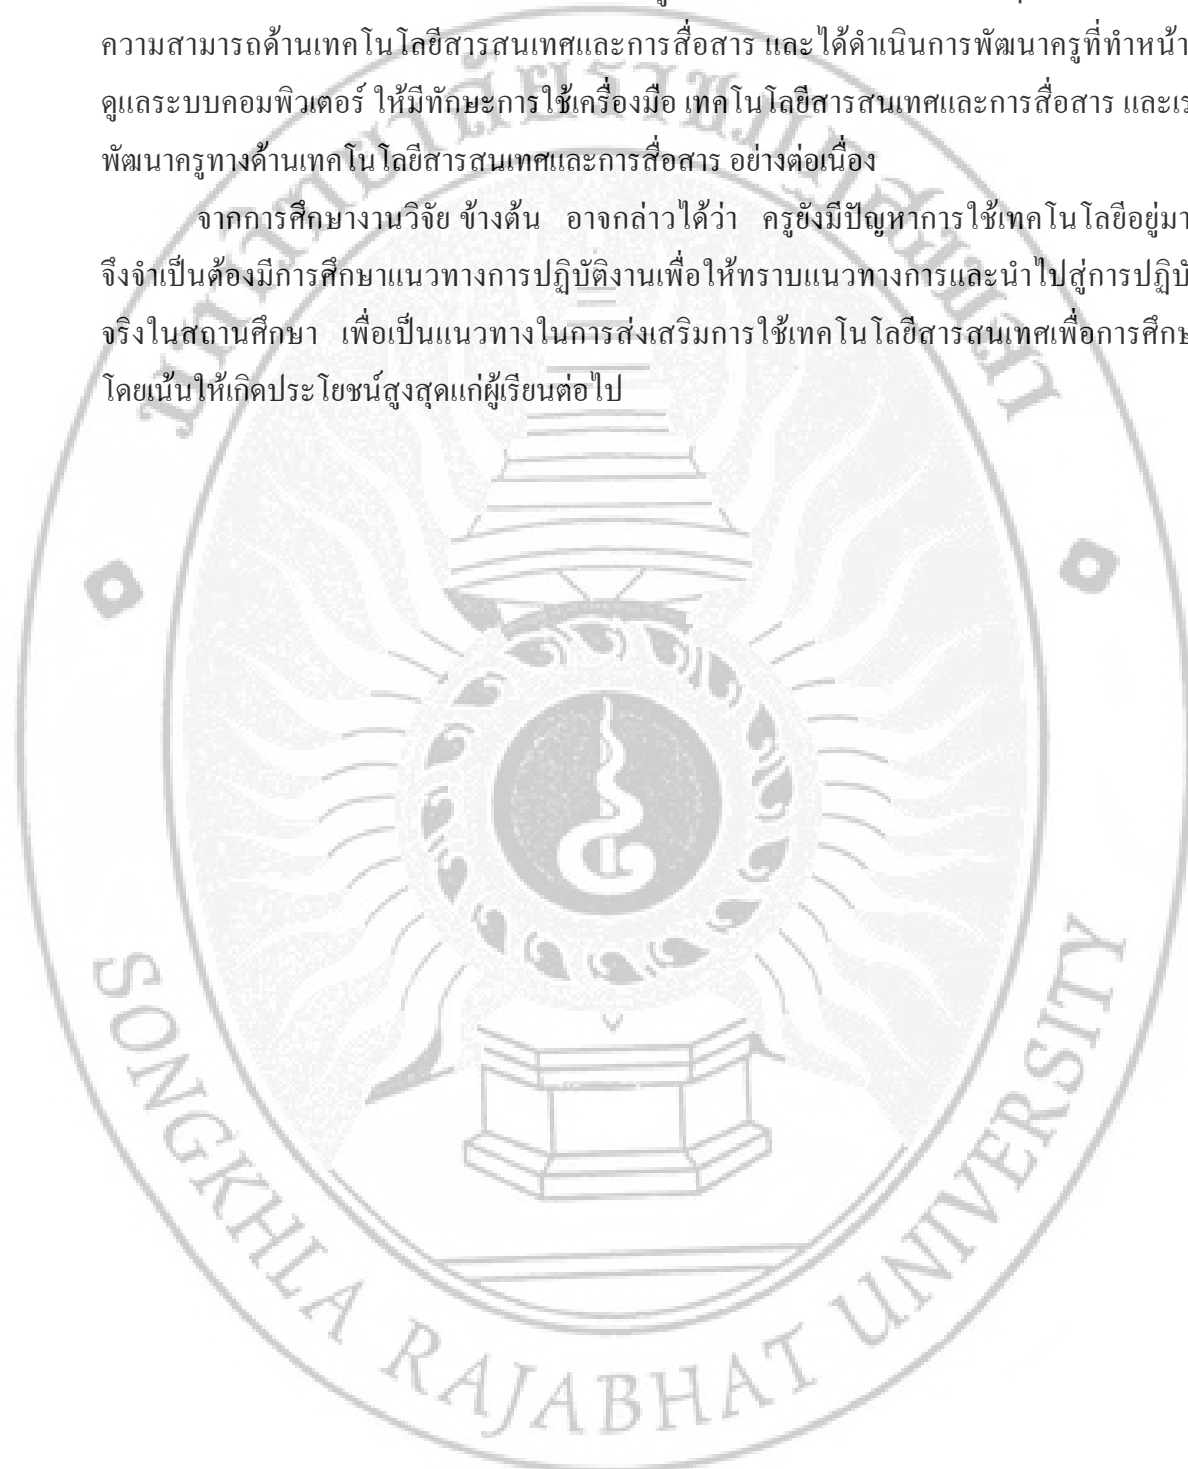 ความสามารถด้านเทคโนโลยีสารสนเทศและการสื่อสาร และได้ดำเนินการพัฒนาครูที่ทำหน้า
ดูแลระบบคอมพิวเตอร์ ให้มีทักษะการใช้เครื่องมือ เทคโนโลยีสารสนเทศและการสื่อสาร และเร
พัฒนาครูทางด้านเทคโนโลยีสารสนเทศและการสื่อสาร อย่างต่อเนื่อง
จากการศึกษางานวิจัย ข้างต้น อาจกล่าวได้ว่า ครูยังมีปัญหาการใช้เทคโนโลยีอยู่มา
จึงจำเป็นต้องมีการศึกษาแนวทางการปฏิบัติงานเพื่อให้ทราบแนวทางการและนำไปสู่การปฏิบั
จริงในสถานศึกษา เพื่อเป็นแนวทางในการส่งเสริมการใช้เทคโนโลยีสารสนเทศเพื่อการศึกษ
โดยเน้นให้เกิดประโยชน์สูงสุดแก่ผู้เรียนต่อไป
มหาวิทยาลัยราชภัฏสงขลา
SONGKHLA RAJABHAT UNIVERSITY